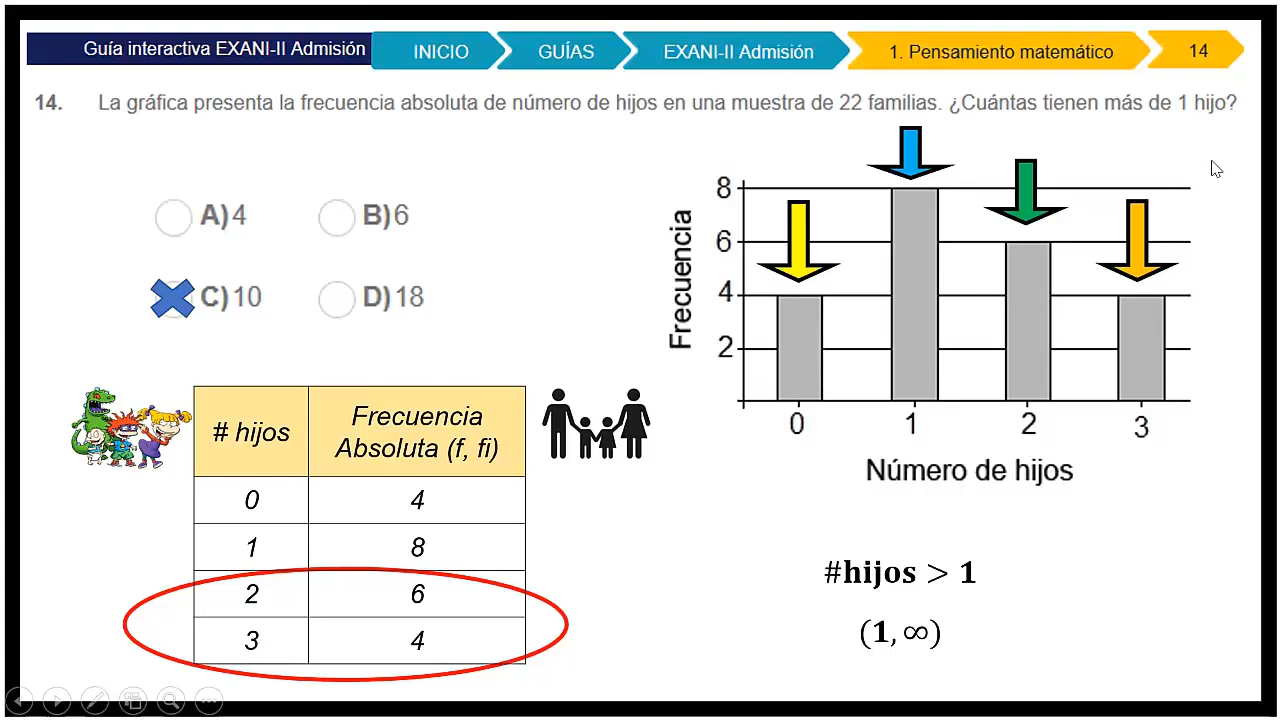 Guía interactiva EXANI-II Admisión
INICIO
GUÍAS
EXANI-II Admisión
1. Pensamiento matemático
14
14. La gráfica presenta la frecuencia absoluta de número de hijos en una muestra de 22 familias. ¿Cuántas tienen más de 1 hijo?
A) 4
B) 6
C) 10
D) 18
Frecuencia
8
6
4
2
0 1 2 3
Número de hijos
# hijos
Frecuencia
Absoluta (f, fi)
0 4
1 8
2 6
3 4
#hijos > 1
(1, ∞)